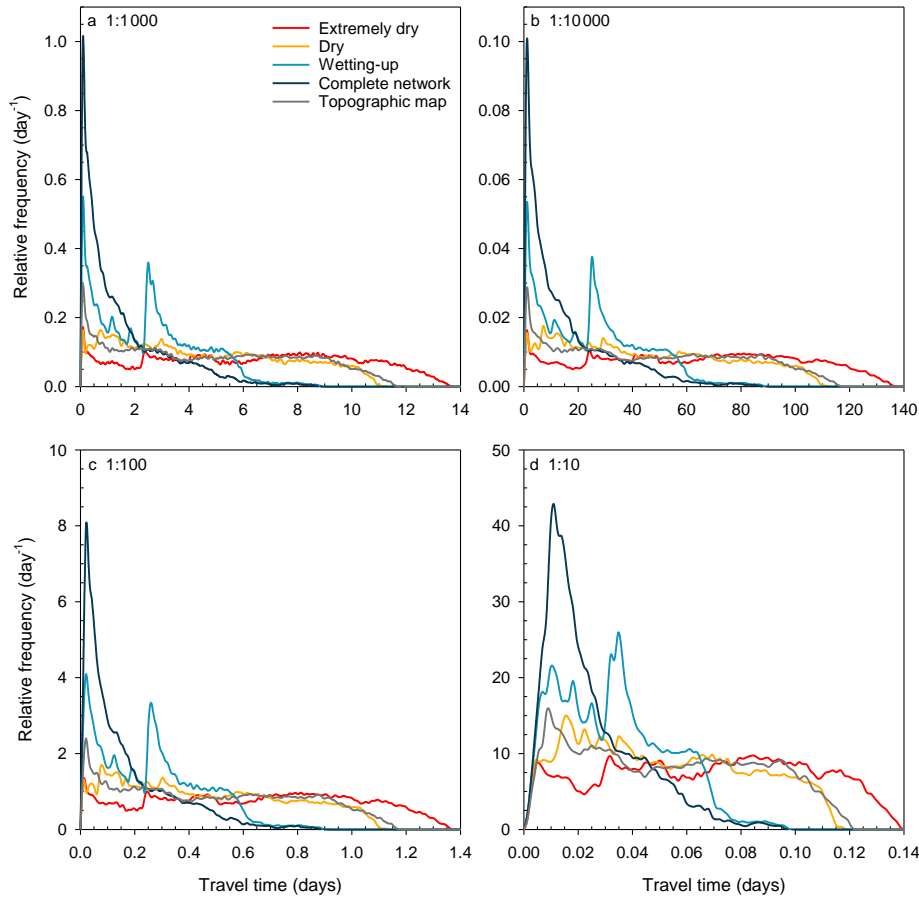 a 1:1000
Extremely dry
Dry
Wetting-up
Complete network
Topographic map
Relative frequency (day⁻¹)
1.0
0.8
0.6
0.4
0.2
0.0
0 2 4 6 8 10 12 14
b 1:10000
0.10
0.08
0.06
0.04
0.02
0.00
0 20 40 60 80 100 120 140
c 1:100
Relative frequency (day⁻¹)
10
8
6
4
2
0
0.0 0.2 0.4 0.6 0.8 1.0 1.2 1.4
Travel time (days)
d 1:10
50
40
30
20
10
0
0.00 0.02 0.04 0.06 0.08 0.10 0.12 0.14
Travel time (days)